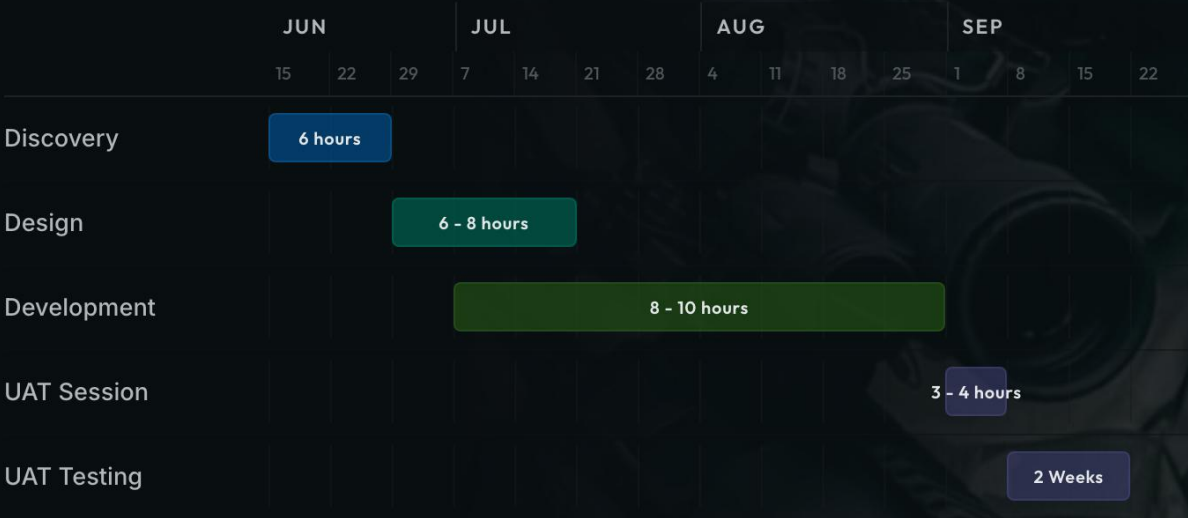 JUN JUL AUG SEP
15 22 29 7 14 21 28 4 11 18 25 1 8 15 22
Discovery 6 hours
Design 6 - 8 hours
Development 8 - 10 hours
UAT Session 3 - 4 hours
UAT Testing 2 Weeks